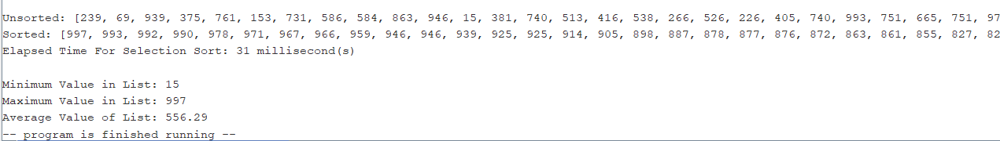 Unsorted: [239, 69, 939, 375, 761, 153, 731, 586, 584, 863, 946, 15, 381, 740, 513, 416, 538, 266, 526, 226, 405, 740, 993, 751, 665, 751, 97
Sorted: [997, 993, 992, 990, 978, 971, 967, 966, 959, 946, 946, 939, 925, 925, 914, 905, 898, 887, 878, 877, 876, 872, 863, 861, 855, 827, 82
Elapsed Time For Selection Sort: 31 millisecond(s)
Minimum Value in List: 15
Maximum Value in List: 997
Average Value of List: 556.29
-- program is finished running --